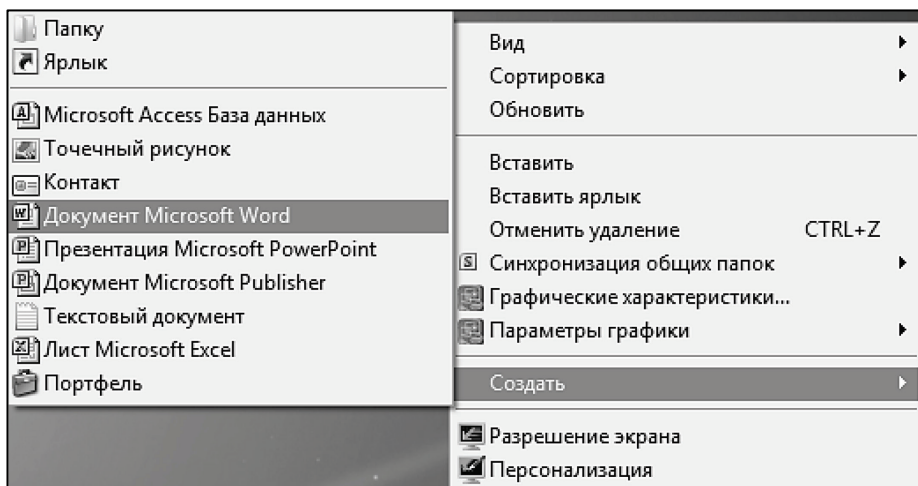 Папку
Ярлык
Microsoft Access База данных
Точечный рисунок
Контакт
Документ Microsoft Word
Презентация Microsoft PowerPoint
Документ Microsoft Publisher
Текстовый документ
Лист Microsoft Excel
Портфель
Вид
Сортировка
Обновить
Вставить
Вставить ярлык
Отменить удаление CTRL+Z
Синхронизация общих папок
Графические характеристики...
Параметры графики
Создать
Разрешение экрана
Персонализация